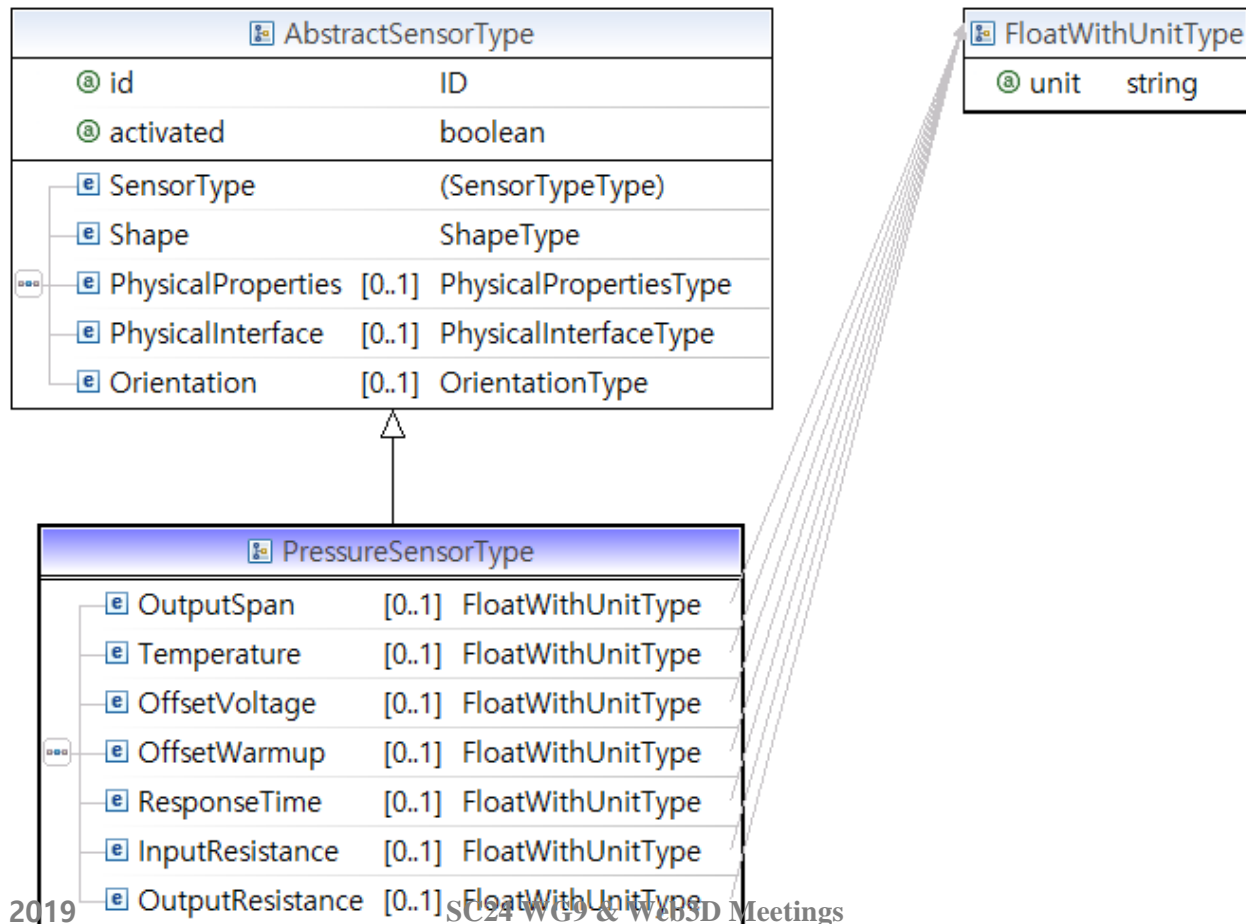 AbstractSensorType
id ID
activated boolean
SensorType (SensorTypeType)
Shape ShapeType
PhysicalProperties [0..1] PhysicalPropertiesType
PhysicalInterface [0..1] PhysicalInterfaceType
Orientation [0..1] OrientationType
FloatWithUnitType
unit string
PressureSensorType
OutputSpan [0..1] FloatWithUnitType
Temperature [0..1] FloatWithUnitType
OffsetVoltage [0..1] FloatWithUnitType
OffsetWarmup [0..1] FloatWithUnitType
ResponseTime [0..1] FloatWithUnitType
InputResistance [0..1] FloatWithUnitType
OutputResistance [0..1] FloatWithUnitType
2019 SC24 WG9 & Web3D Meetings